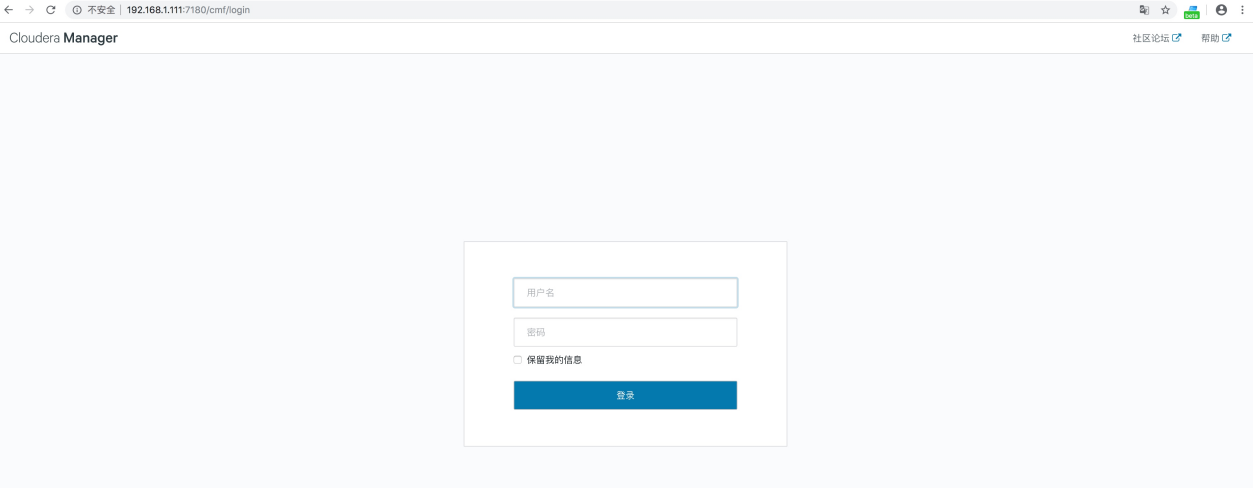 不安全 192.168.1.111:7180/cmf/login
beta
Cloudera Manager
社区论坛 帮助
用户名
密码
保留我的信息
登录